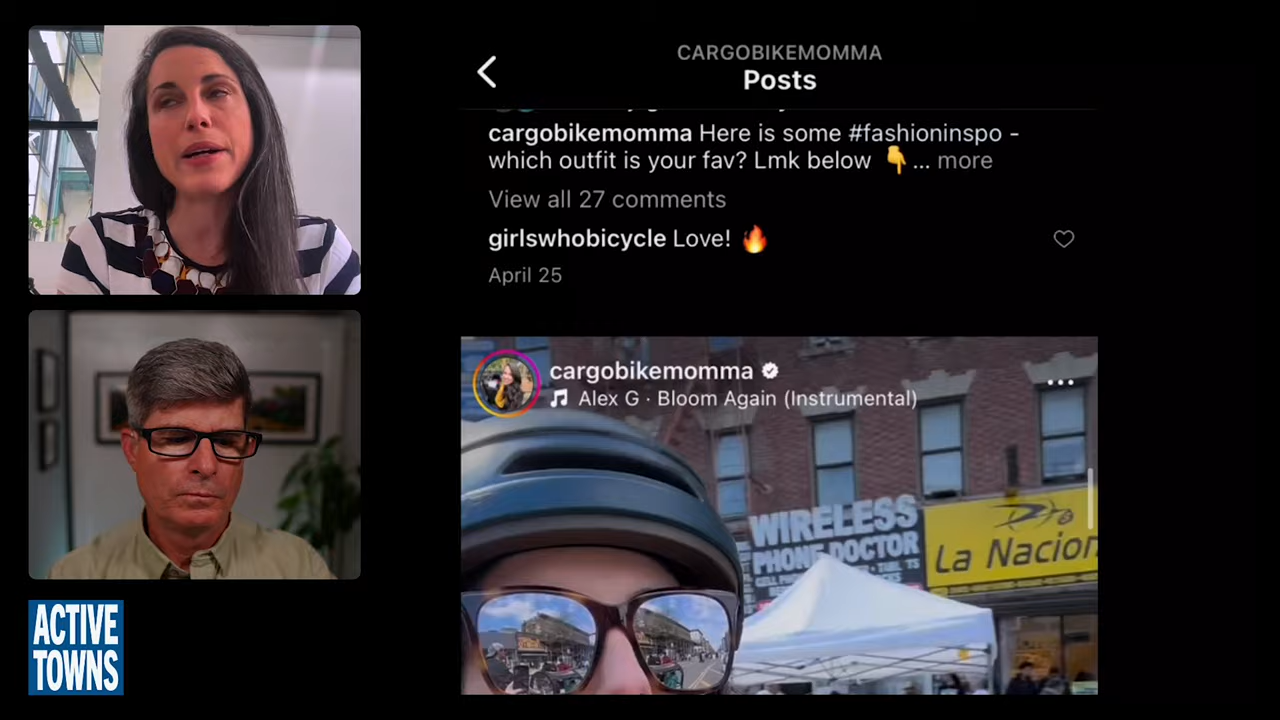 CARGOBIKEMOMMA
Posts
cargobikemomma Here is some #fashioninspo -
which outfit is your fav? Lmk below 👇... more
View all 27 comments
girlswhobicycle Love! 🔥
April 25
cargobikemomma
Alex G · Bloom Again (Instrumental)
WIRELESS
PHONE DOCTOR
La Nacion
ACTIVE
TOWNS